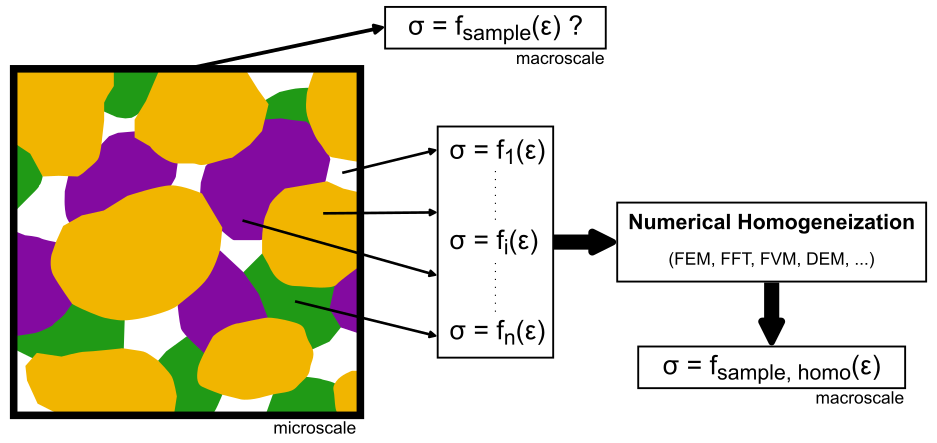 σ = f_sample(ε) ?
macroscale
σ = f_1(ε)
σ = f_i(ε)
σ = f_n(ε)
Numerical Homogeneization
(FEM, FFT, FVM, DEM, ...)
σ = f_sample, homo(ε)
macroscale
microscale